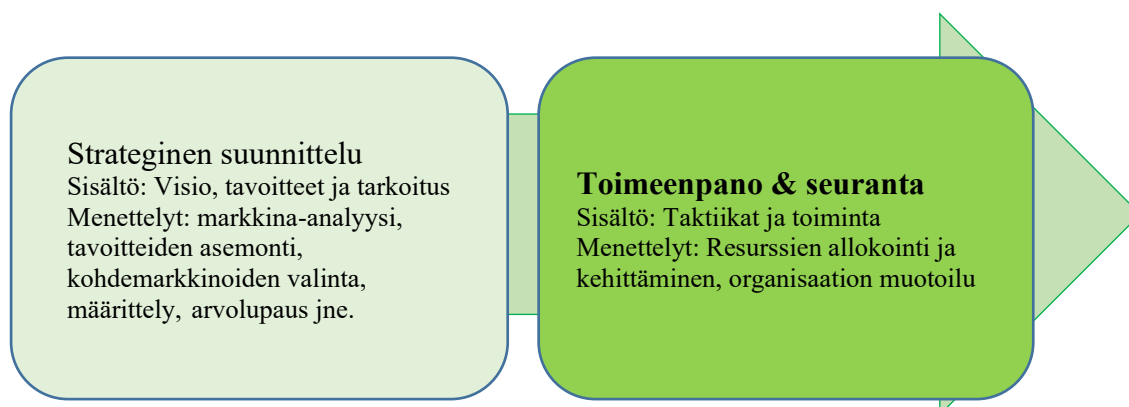 Strateginen suunnittelu
Sisältö: Visio, tavoitteet ja tarkoitus
Menettelyt: markkina-analyysi,
tavoitteiden asemonti,
kohdemarkkinoiden valinta,
määrittely, arvolupaus jne.
Toimeenpano & seuranta
Sisältö: Taktiikat ja toiminta
Menettelyt: Resurssien allokointi ja
kehittäminen, organisaation muotoilu